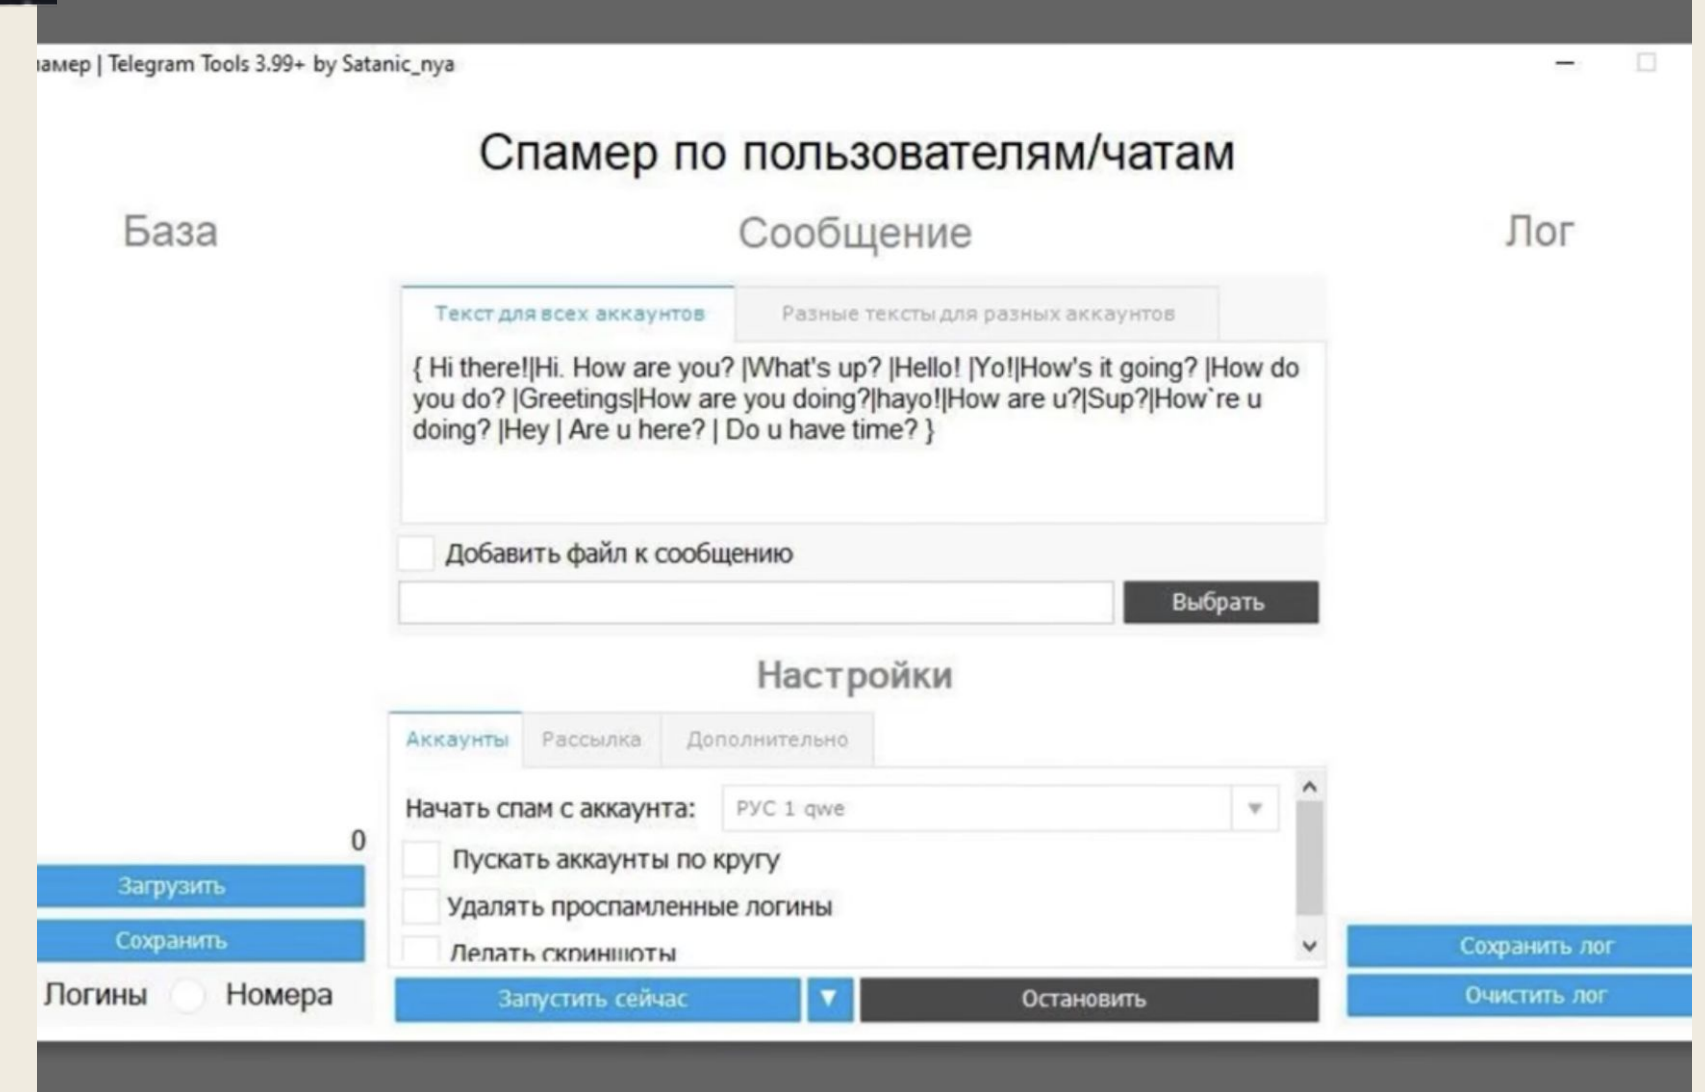 ламер | Telegram Tools 3.99+ by Satanic_nya
Спамер по пользователям/чатам
База
Сообщение
Лог
Текст для всех аккаунтов
Разные тексты для разных аккаунтов
{ Hi there!|Hi. How are you? |What's up? |Hello! |Yo!|How's it going? |How do
you do? |Greetings|How are you doing?|hayo!|How are u?|Sup?|How`re u
doing? |Hey | Are u here? | Do u have time? }
Добавить файл к сообщению
Выбрать
Настройки
Аккаунты
Рассылка
Дополнительно
Начать спам с аккаунта:
РУС 1 qwe
Пускать аккаунты по кругу
Удалять проспамленные логины
Делать скриншоты
0
Загрузить
Сохранить
Логины
Номера
Запустить сейчас
Остановить
Сохранить лог
Очистить лог